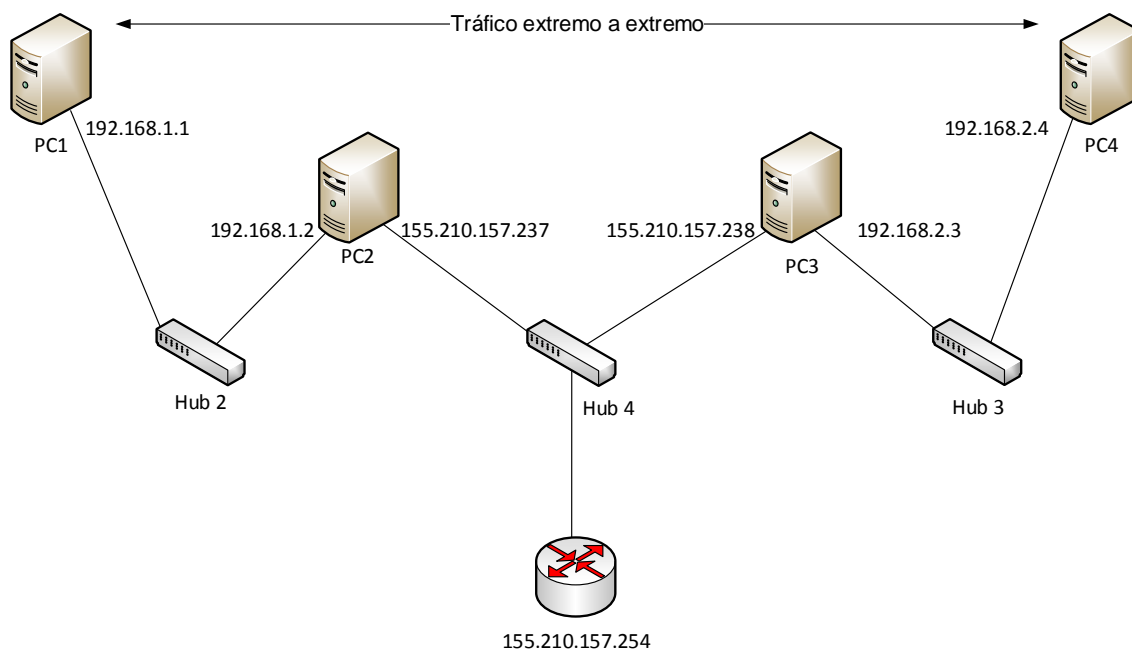 Tráfico extremo a extremo
192.168.1.1
PC1
192.168.2.4
PC4
192.168.1.2
PC2
155.210.157.237
155.210.157.238
PC3
192.168.2.3
Hub 2
Hub 4
Hub 3
155.210.157.254